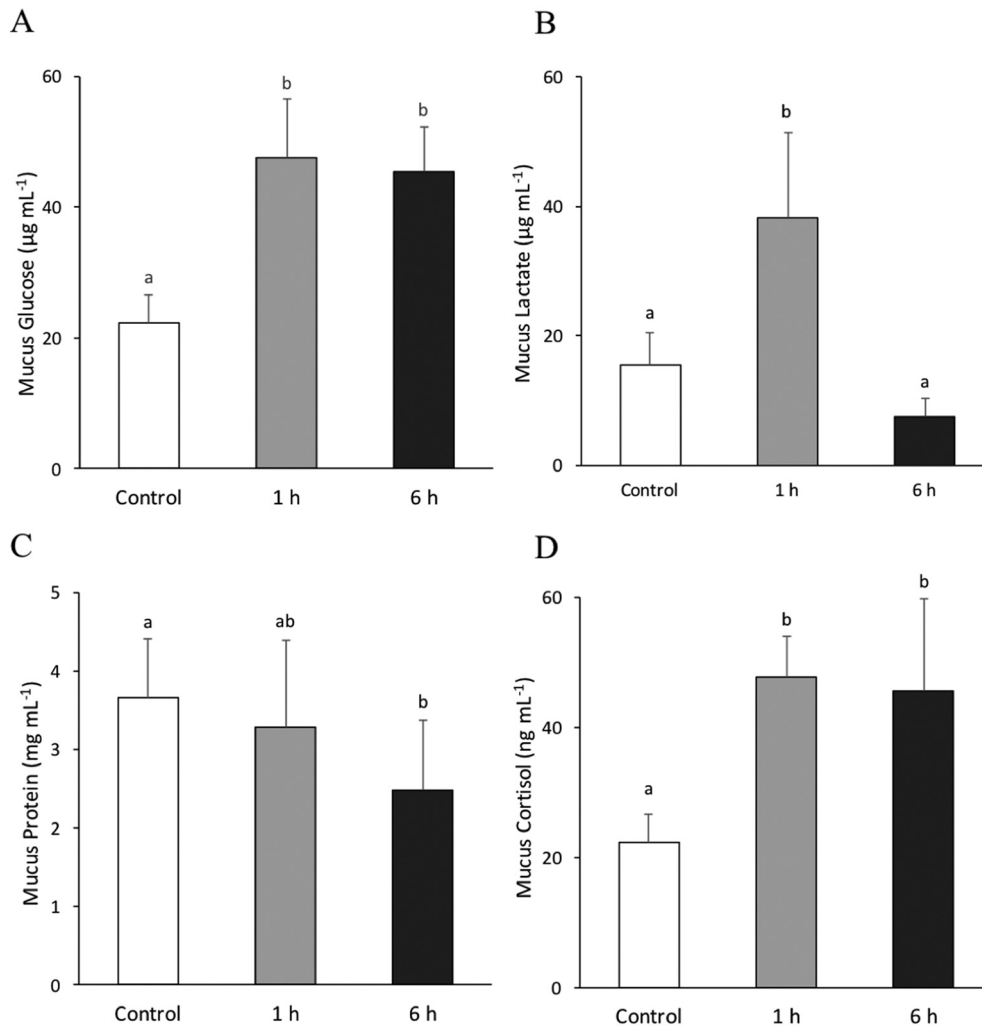 A
Mucus Glucose (µg mL⁻¹)
60
40
20
0
a
b
b
Control 1 h 6 h
B
Mucus Lactate (µg mL⁻¹)
60
40
20
0
a
b
a
Control 1 h 6 h
C
Mucus Protein (mg mL⁻¹)
5
4
3
2
1
0
a
ab
b
Control 1 h 6 h
D
Mucus Cortisol (ng mL⁻¹)
60
40
20
0
a
b
b
Control 1 h 6 h